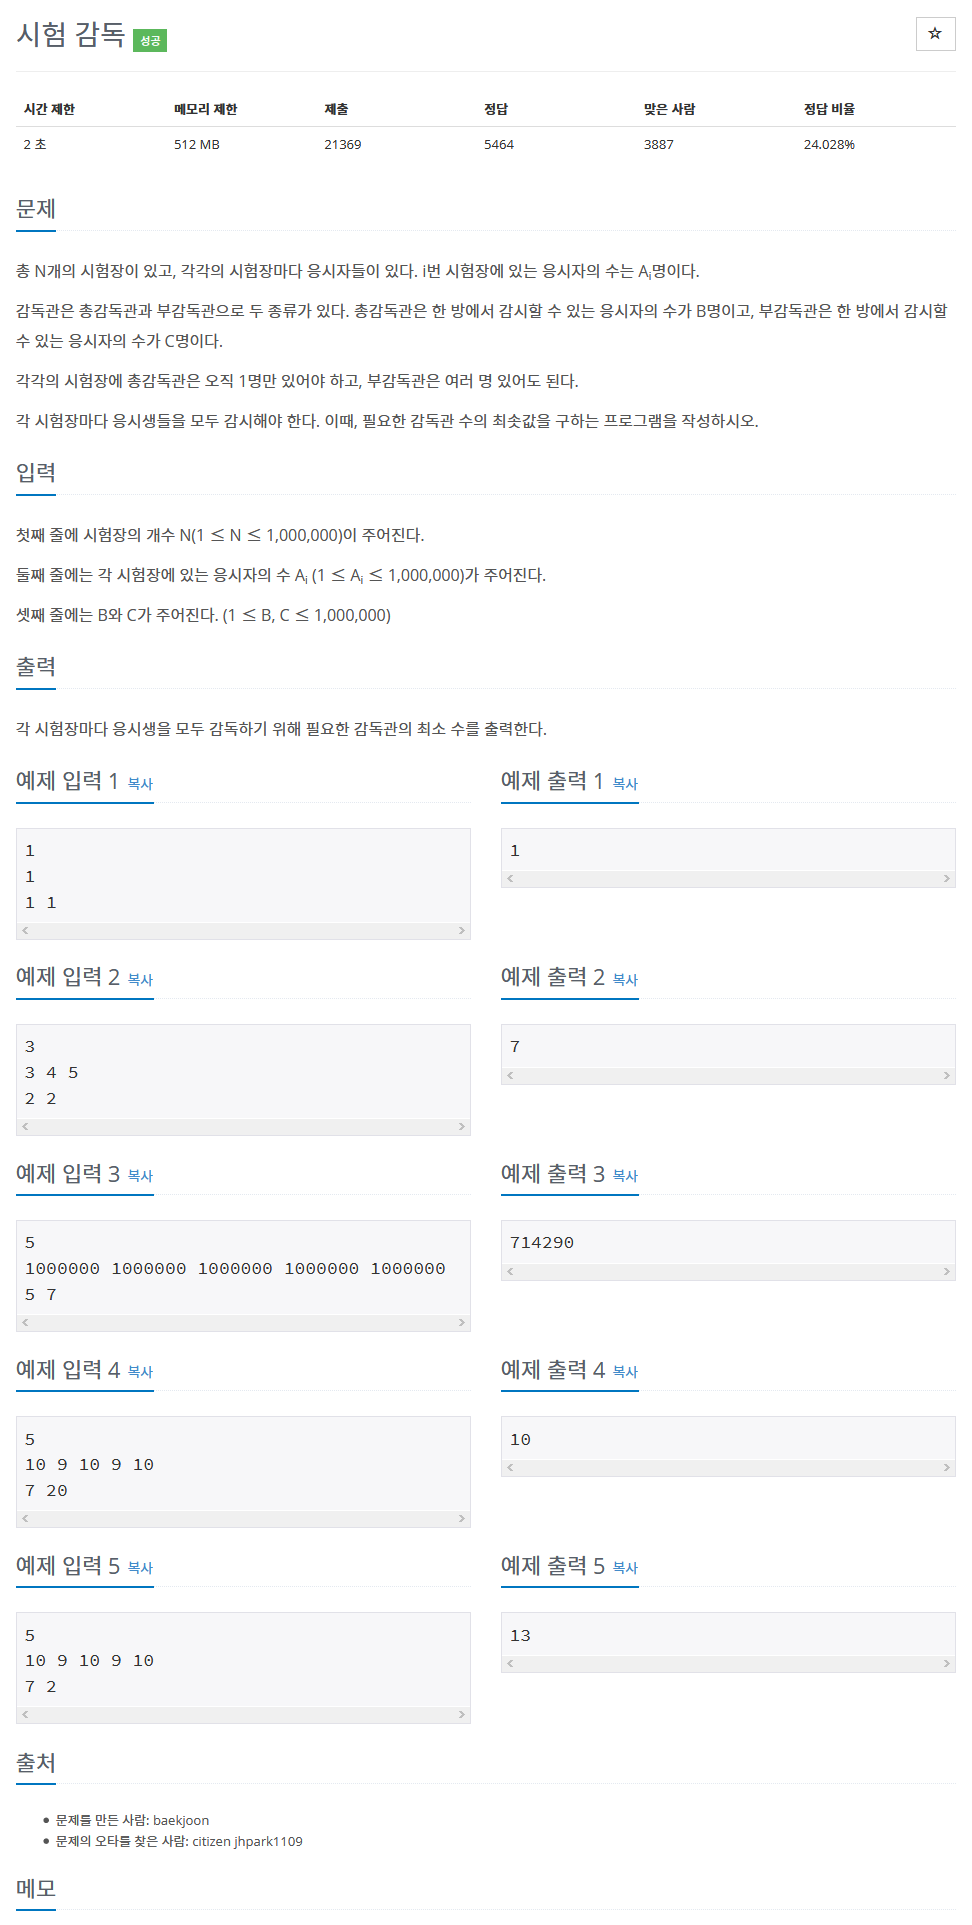 시험 감독 성공
☆
시간 제한 메모리 제한 제출 정답 맞은 사람 정답 비율
2 초 512 MB 21369 5464 3887 24.028%
문제
총 N개의 시험장이 있고, 각각의 시험장마다 응시자들이 있다. i번 시험장에 있는 응시자의 수는 Ai명이다.
감독관은 총감독관과 부감독관으로 두 종류가 있다. 총감독관은 한 방에서 감시할 수 있는 응시자의 수가 B명이고, 부감독관은 한 방에서 감시할
수 있는 응시자의 수가 C명이다.
각각의 시험장에 총감독관은 오직 1명만 있어야 하고, 부감독관은 여러 명 있어도 된다.
각 시험장마다 응시생들을 모두 감시해야 한다. 이때, 필요한 감독관 수의 최솟값을 구하는 프로그램을 작성하시오.
입력
첫째 줄에 시험장의 개수 N(1 ≤ N ≤ 1,000,000)이 주어진다.
둘째 줄에는 각 시험장에 있는 응시자의 수 Ai (1 ≤ Ai ≤ 1,000,000)가 주어진다.
셋째 줄에는 B와 C가 주어진다. (1 ≤ B, C ≤ 1,000,000)
출력
각 시험장마다 응시생을 모두 감독하기 위해 필요한 감독관의 최소 수를 출력한다.
예제 입력 1 복사
1
1
1 1
예제 출력 1 복사
1
예제 입력 2 복사
3
3 4 5
2 2
예제 출력 2 복사
7
예제 입력 3 복사
5
1000000 1000000 1000000 1000000 1000000
5 7
예제 출력 3 복사
714290
예제 입력 4 복사
5
10 9 10 9 10
7 20
예제 출력 4 복사
10
예제 입력 5 복사
5
10 9 10 9 10
7 2
예제 출력 5 복사
13
출처
문제를 만든 사람: baekjoon
문제의 오타를 찾은 사람: citizen jhpark1109
메모